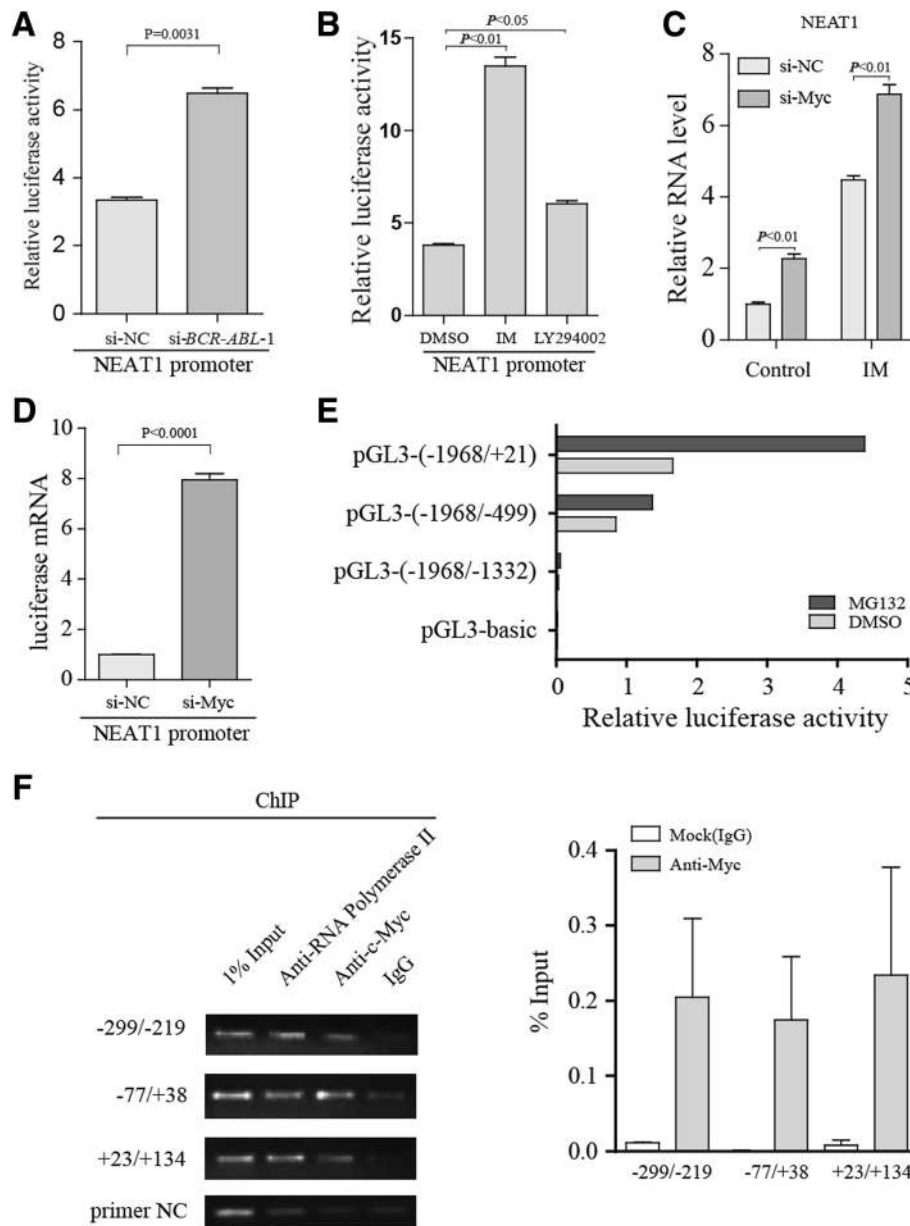 A
P=0.0031
Relative luciferase activity
8
6
4
2
0
si-NC
si-BCR-ABL-1
NEAT1 promoter
B
P<0.05
P<0.01
Relative luciferase activity
15
10
5
0
DMSO
IM
LY294002
NEAT1 promoter
C
NEAT1
si-NC
si-Myc
P<0.01
P<0.01
Relative RNA level
8
6
4
2
0
Control
IM
D
P<0.0001
luciferase mRNA
10
8
6
4
2
0
si-NC
si-Myc
NEAT1 promoter
E
pGL3-(-1968/+21)
pGL3-(-1968/-499)
pGL3-(-1968/-1332)
pGL3-basic
MG132
DMSO
0 1 2 3 4 5
Relative luciferase activity
F
ChIP
1% Input
Anti-RNA Polymerase II
Anti-c-Myc
IgG
-299/-219
-77/+38
+23/+134
primer NC
Mock(IgG)
Anti-Myc
% Input
0.4
0.3
0.2
0.1
0.0
-299/-219
-77/+38
+23/+134